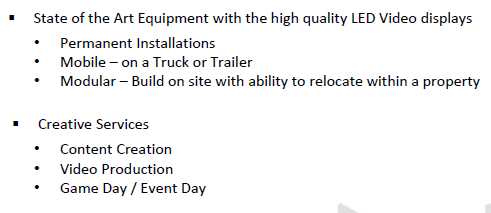 ▪ State of the Art Equipment with the high quality LED Video displays
• Permanent Installations
• Mobile – on a Truck or Trailer
• Modular – Build on site with ability to relocate within a property
▪ Creative Services
• Content Creation
• Video Production
• Game Day / Event Day